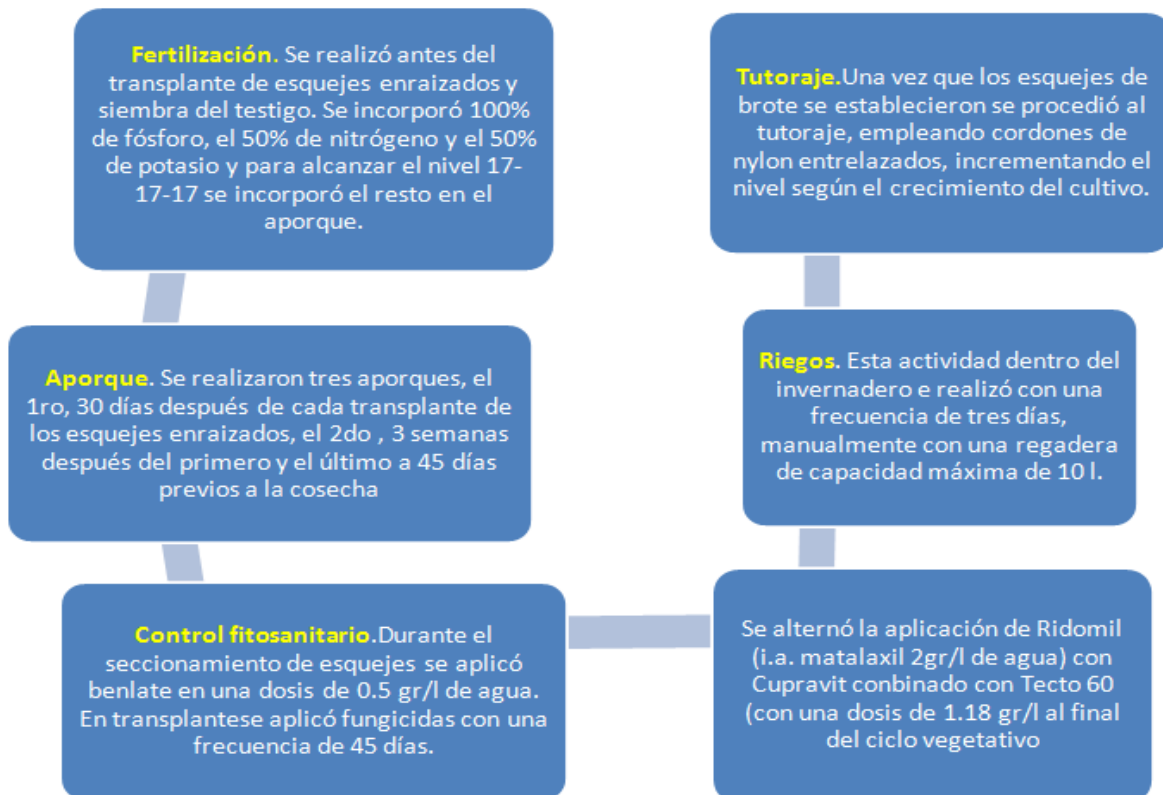 Fertilización. Se realizó antes del
transplante de esquejes enraizados y
siembra del testigo. Se incorporó 100%
de fósforo, el 50% de nitrógeno y el 50%
de potasio y para alcanzar el nivel 17-
17-17 se incorporó el resto en el
aporque.
Aporque. Se realizaron tres aporques, el
1ro, 30 días después de cada transplante de
los esquejes enraizados, el 2do , 3 semanas
después del primero y el último a 45 días
previos a la cosecha
Control fitosanitario.Durante el
seccionamiento de esquejes se aplicó
benlate en una dosis de 0.5 gr/l de agua.
En transplantese aplicó fungicidas con una
frecuencia de 45 días.
Se alternó la aplicación de Ridomil
(i.a. matalaxil 2gr/l de agua) con
Cupravit conbinado con Tecto 60
(con una dosis de 1.18 gr/l al final
del ciclo vegetativo
Riegos. Esta actividad dentro del
invernadero e realizó con una
frecuencia de tres días,
manualmente con una regadera
de capacidad máxima de 10 l.
Tutoraje.Una vez que los esquejes de
brote se establecieron se procedió al
tutoraje, empleando cordones de
nylon entrelazados, incrementando el
nivel según el crecimiento del cultivo.